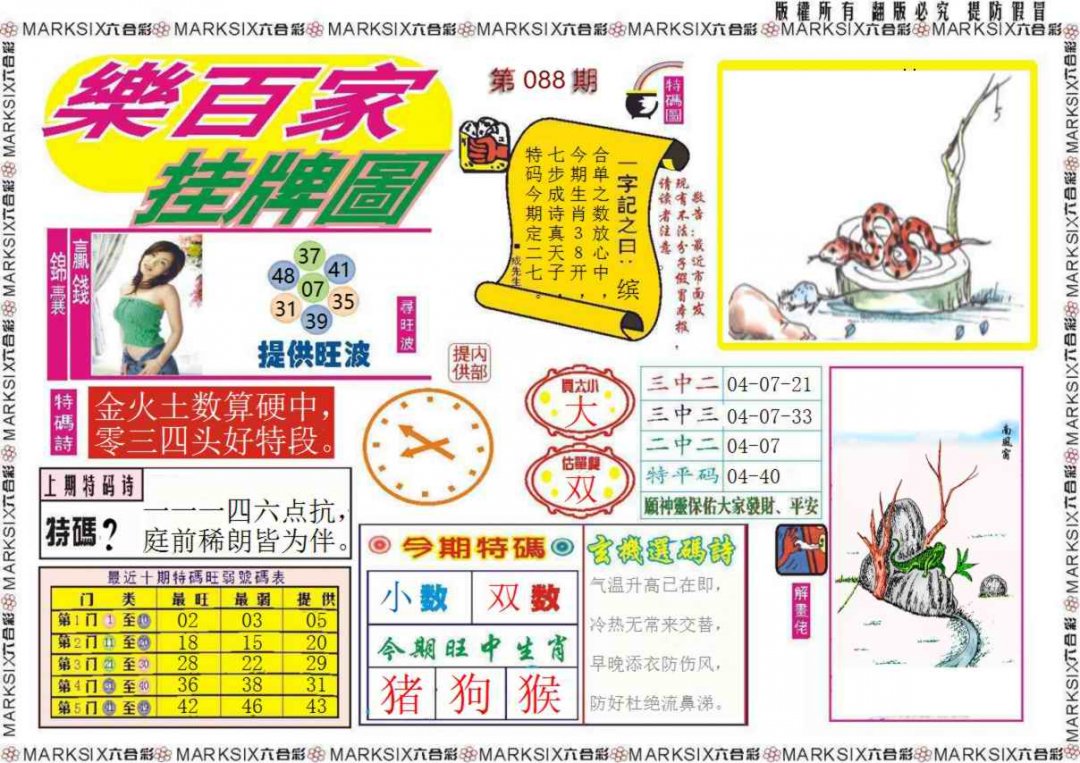 版權所有 翻版必究 提防假冒
MARKSIX六合彩 MARKSIX六合彩 MARKSIX六合彩 MARKSIX六合彩 MARKSIX六合彩 MARKSIX六合彩 MARKSIX六合彩
樂百家
挂牌圖
第 088 期
特碼圖
一字記之曰：缤
合单之数放心中，
今期生肖38开，
七步成诗真天子，
特码今期定二七。
■成先生
敬告：最近市面发
现有不法分子假冒本报，
请读者注意。
贏錢
錦囊
37
48
41
07
31
35
39
提供旺波
尋旺波
内部
提供
特碼詩
金火土数算硬中，
零三四头好特段。
買大小
大
估單雙
双
三中二 04-07-21
三中三 04-07-33
二中二 04-07
特平码 04-40
願神靈保佑大家發財、平安
南風窗
上期特码诗
特碼？
一一一四六点抗，
庭前稀朗皆为伴。
最近十期特碼旺弱號碼表
门 类 最旺 最弱 提供
第1门 1 至 10 02 03 05
第2门 11 至 20 18 15 20
第3门 21 至 30 28 22 29
第4门 31 至 40 36 38 31
第5门 41 至 49 42 46 43
今期特碼
小数 双数
今期旺中生肖
猪 狗 猴
玄機選碼詩
气温升高已在即，
冷热无常来交替，
早晚添衣防伤风，
防好杜绝流鼻涕。
解畫佬
MARKSIX六合彩 MARKSIX六合彩 MARKSIX六合彩 MARKSIX六合彩 MARKSIX六合彩 MARKSIX六合彩 MARKSIX六合彩